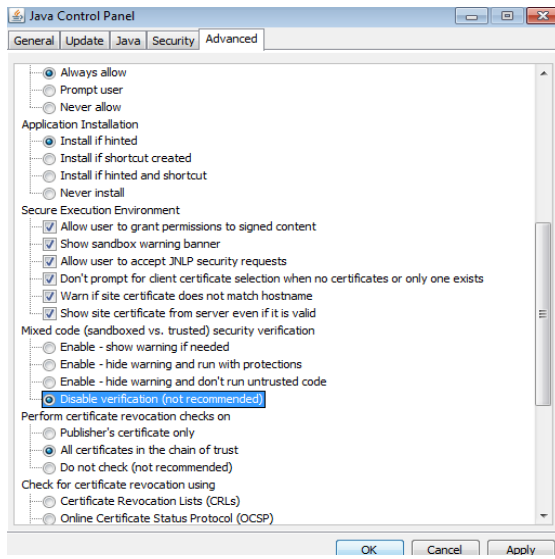 Java Control Panel
General Update Java Security Advanced
Always allow
Prompt user
Never allow
Application Installation
Install if hinted
Install if shortcut created
Install if hinted and shortcut
Never install
Secure Execution Environment
Allow user to grant permissions to signed content
Show sandbox warning banner
Allow user to accept JNLP security requests
Don't prompt for client certificate selection when no certificates or only one exists
Warn if site certificate does not match hostname
Show site certificate from server even if it is valid
Mixed code (sandboxed vs. trusted) security verification
Enable - show warning if needed
Enable - hide warning and run with protections
Enable - hide warning and don't run untrusted code
Disable verification (not recommended)
Perform certificate revocation checks on
Publisher's certificate only
All certificates in the chain of trust
Do not check (not recommended)
Check for certificate revocation using
Certificate Revocation Lists (CRLs)
Online Certificate Status Protocol (OCSP)
OK Cancel Apply